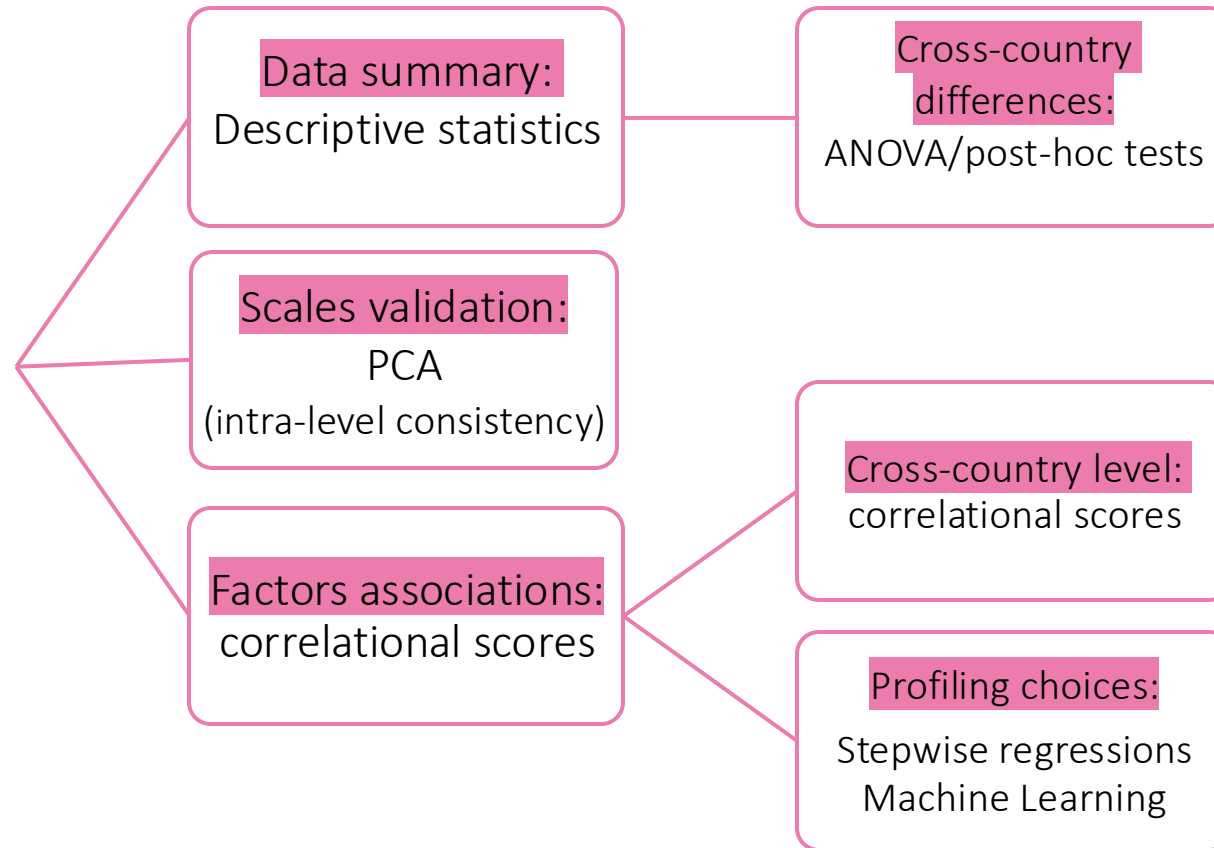 Data summary:
Descriptive statistics
Cross-country
differences:
ANOVA/post-hoc tests
Scales validation:
PCA
(intra-level consistency)
Factors associations:
correlational scores
Cross-country level:
correlational scores
Profiling choices:
Stepwise regressions
Machine Learning